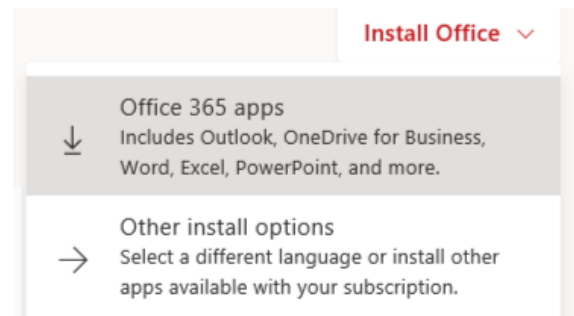 Install Office
Office 365 apps
Includes Outlook, OneDrive for Business,
Word, Excel, PowerPoint, and more.
Other install options
Select a different language or install other
apps available with your subscription.